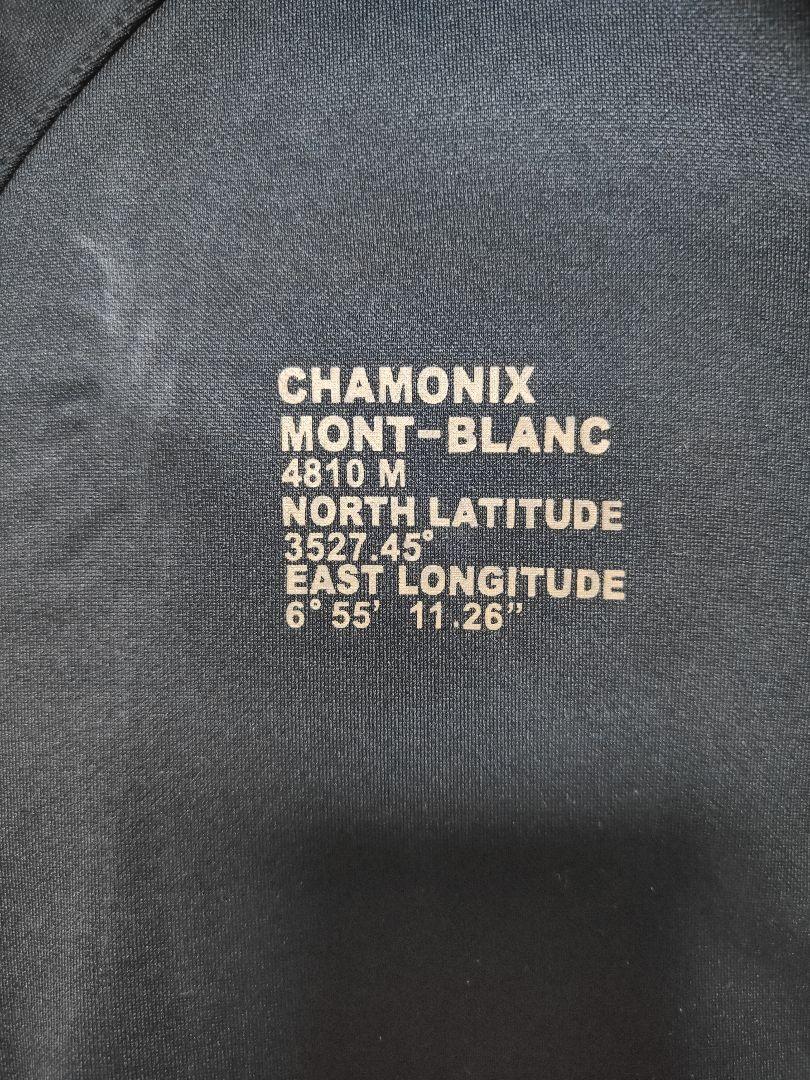 CHAMONIX
MONT-BLANC
4810 M
NORTH LATITUDE
3527.45°
EAST LONGITUDE
6° 55' 11.26”